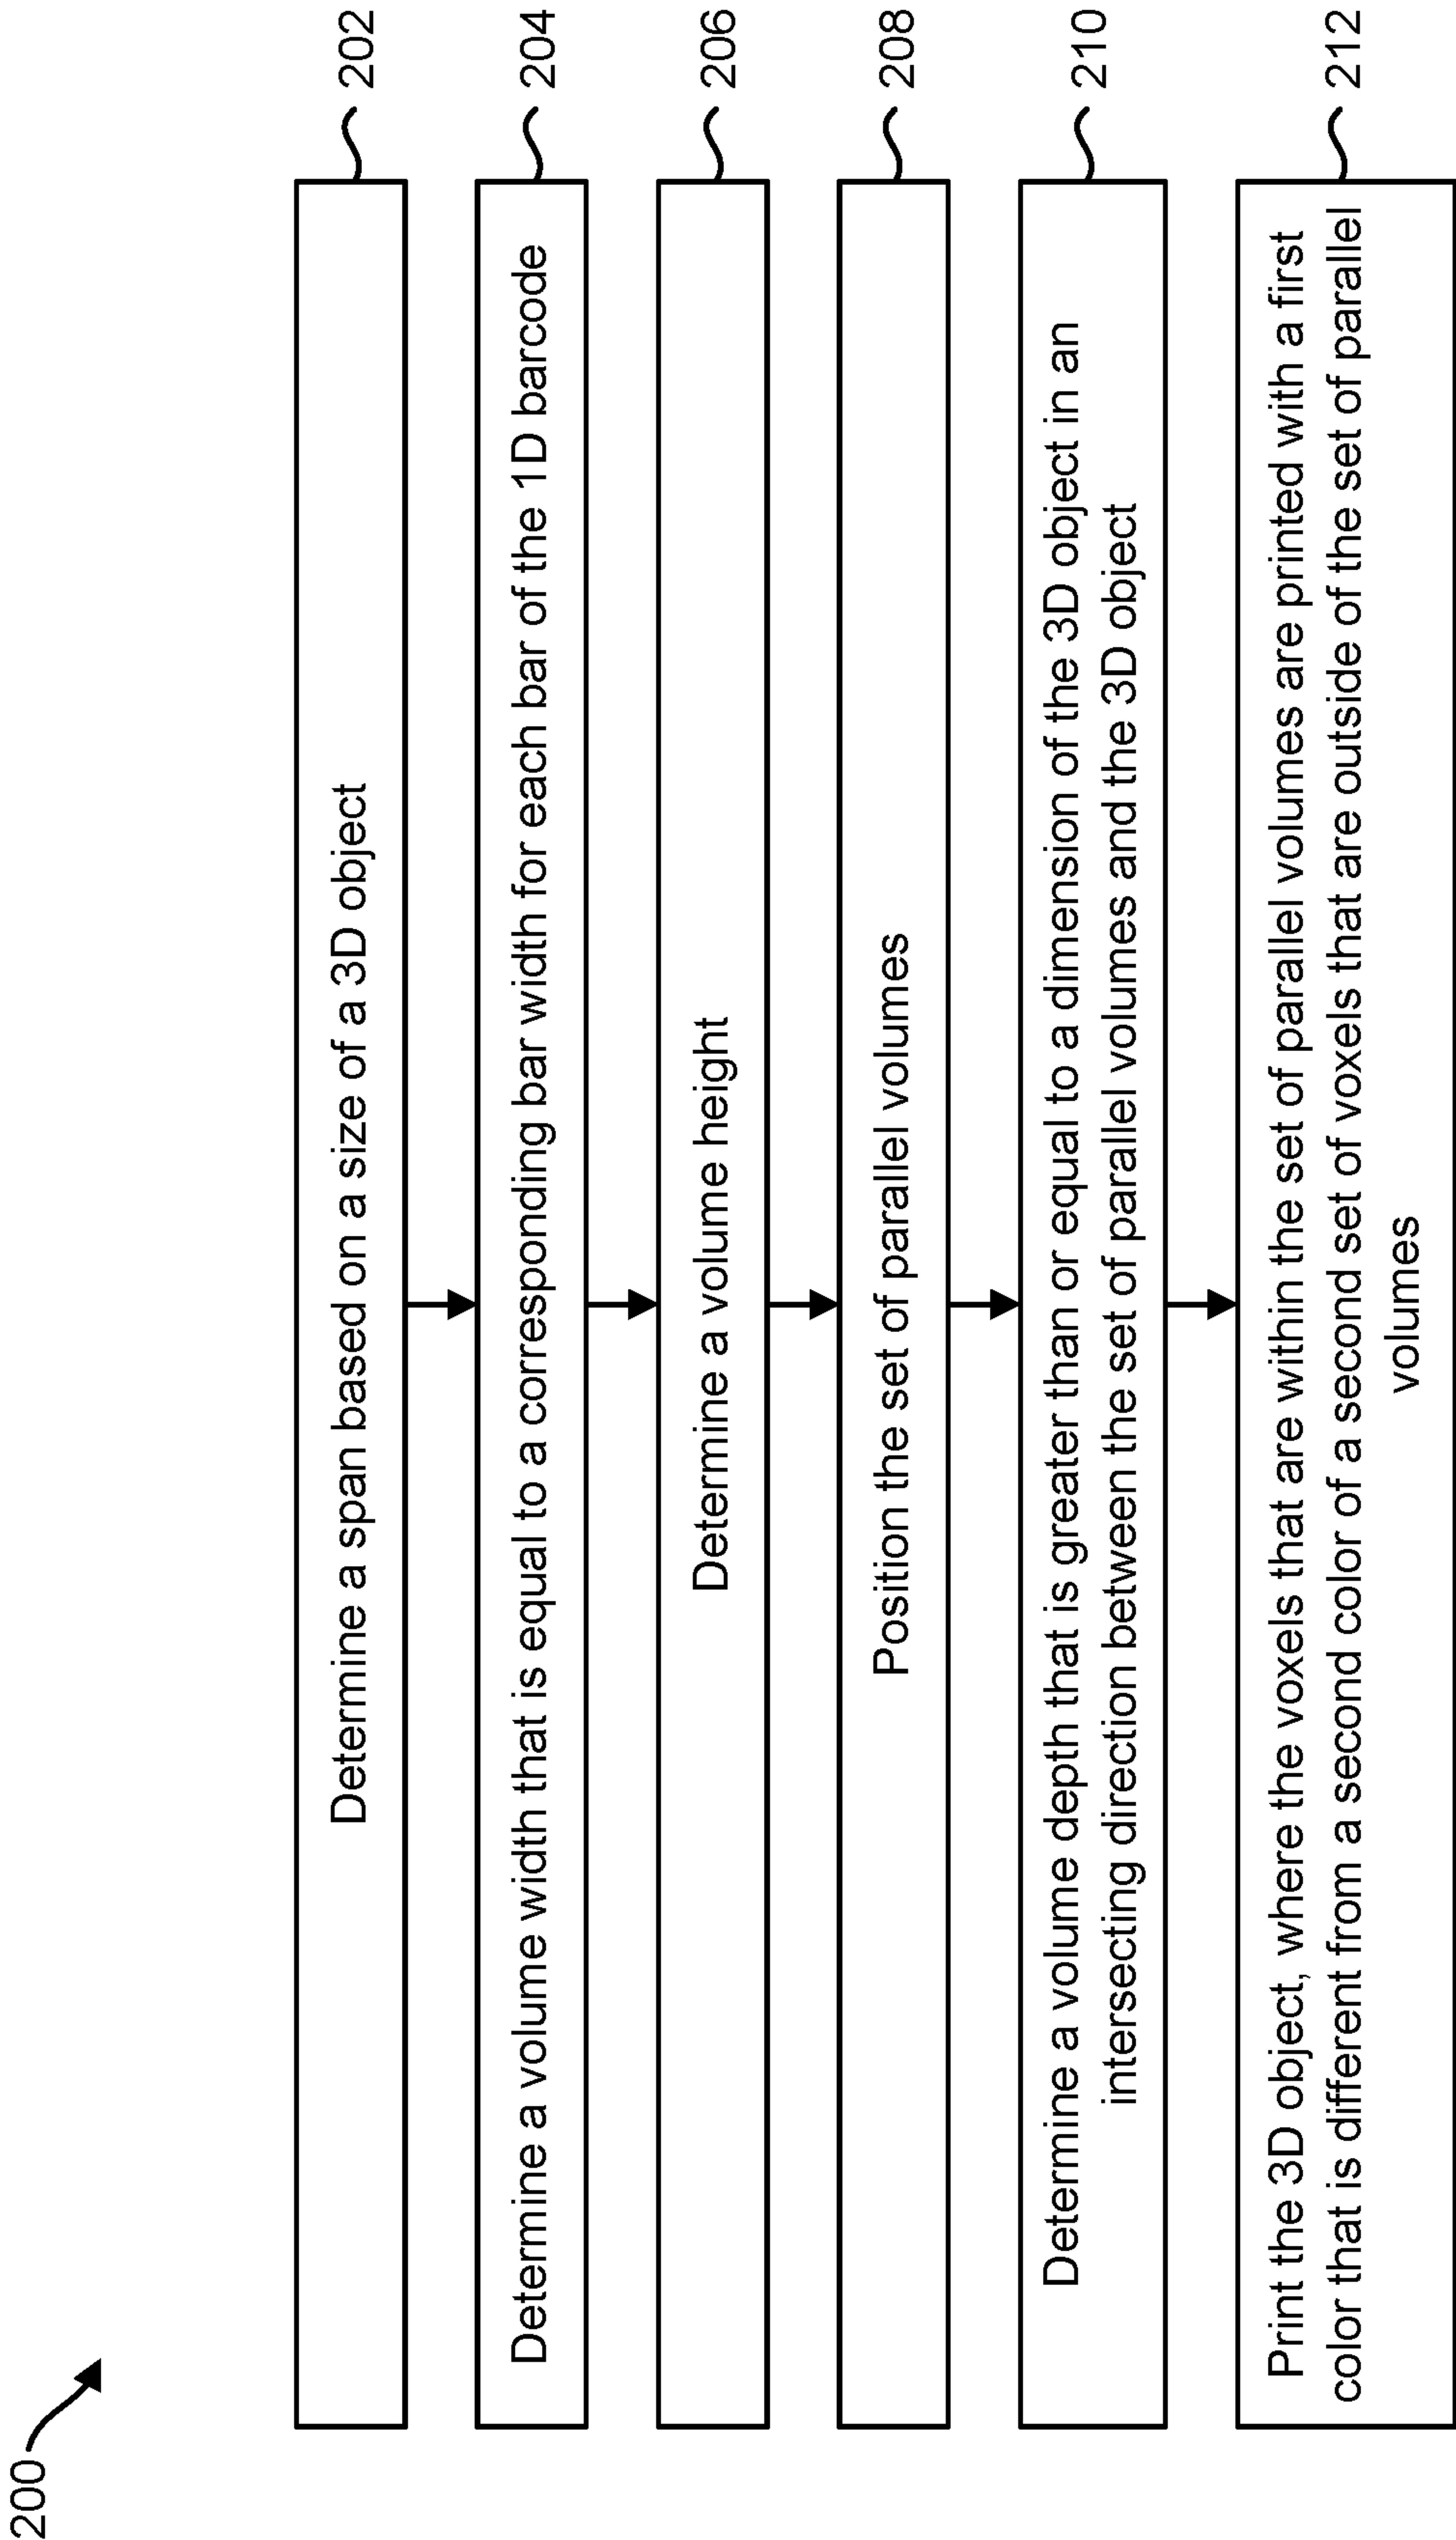 200
Determine a span based on a size of a 3D object
202
Determine a volume width that is equal to a corresponding bar width for each bar of the 1D barcode
204
Determine a volume height
206
Position the set of parallel volumes
208
Determine a volume depth that is greater than or equal to a dimension of the 3D object in an
intersecting direction between the set of parallel volumes and the 3D object
210
Print the 3D object, where the voxels that are within the set of parallel volumes are printed with a first
color that is different from a second color of a second set of voxels that are outside of the set of parallel
volumes
212